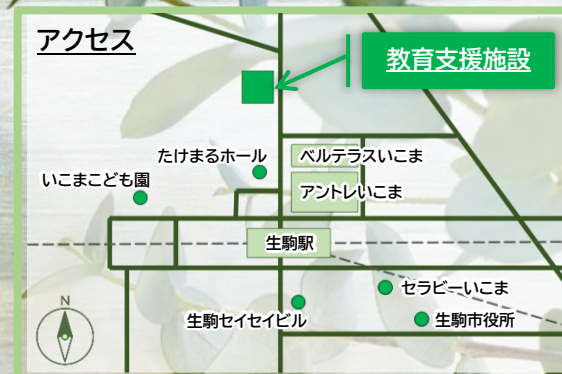 アクセス
教育支援施設
たけまるホール
ベルテラスいこま
いこまこども園
アントレいこま
生駒駅
セラビーいこま
生駒セイセイビル
生駒市役所
N